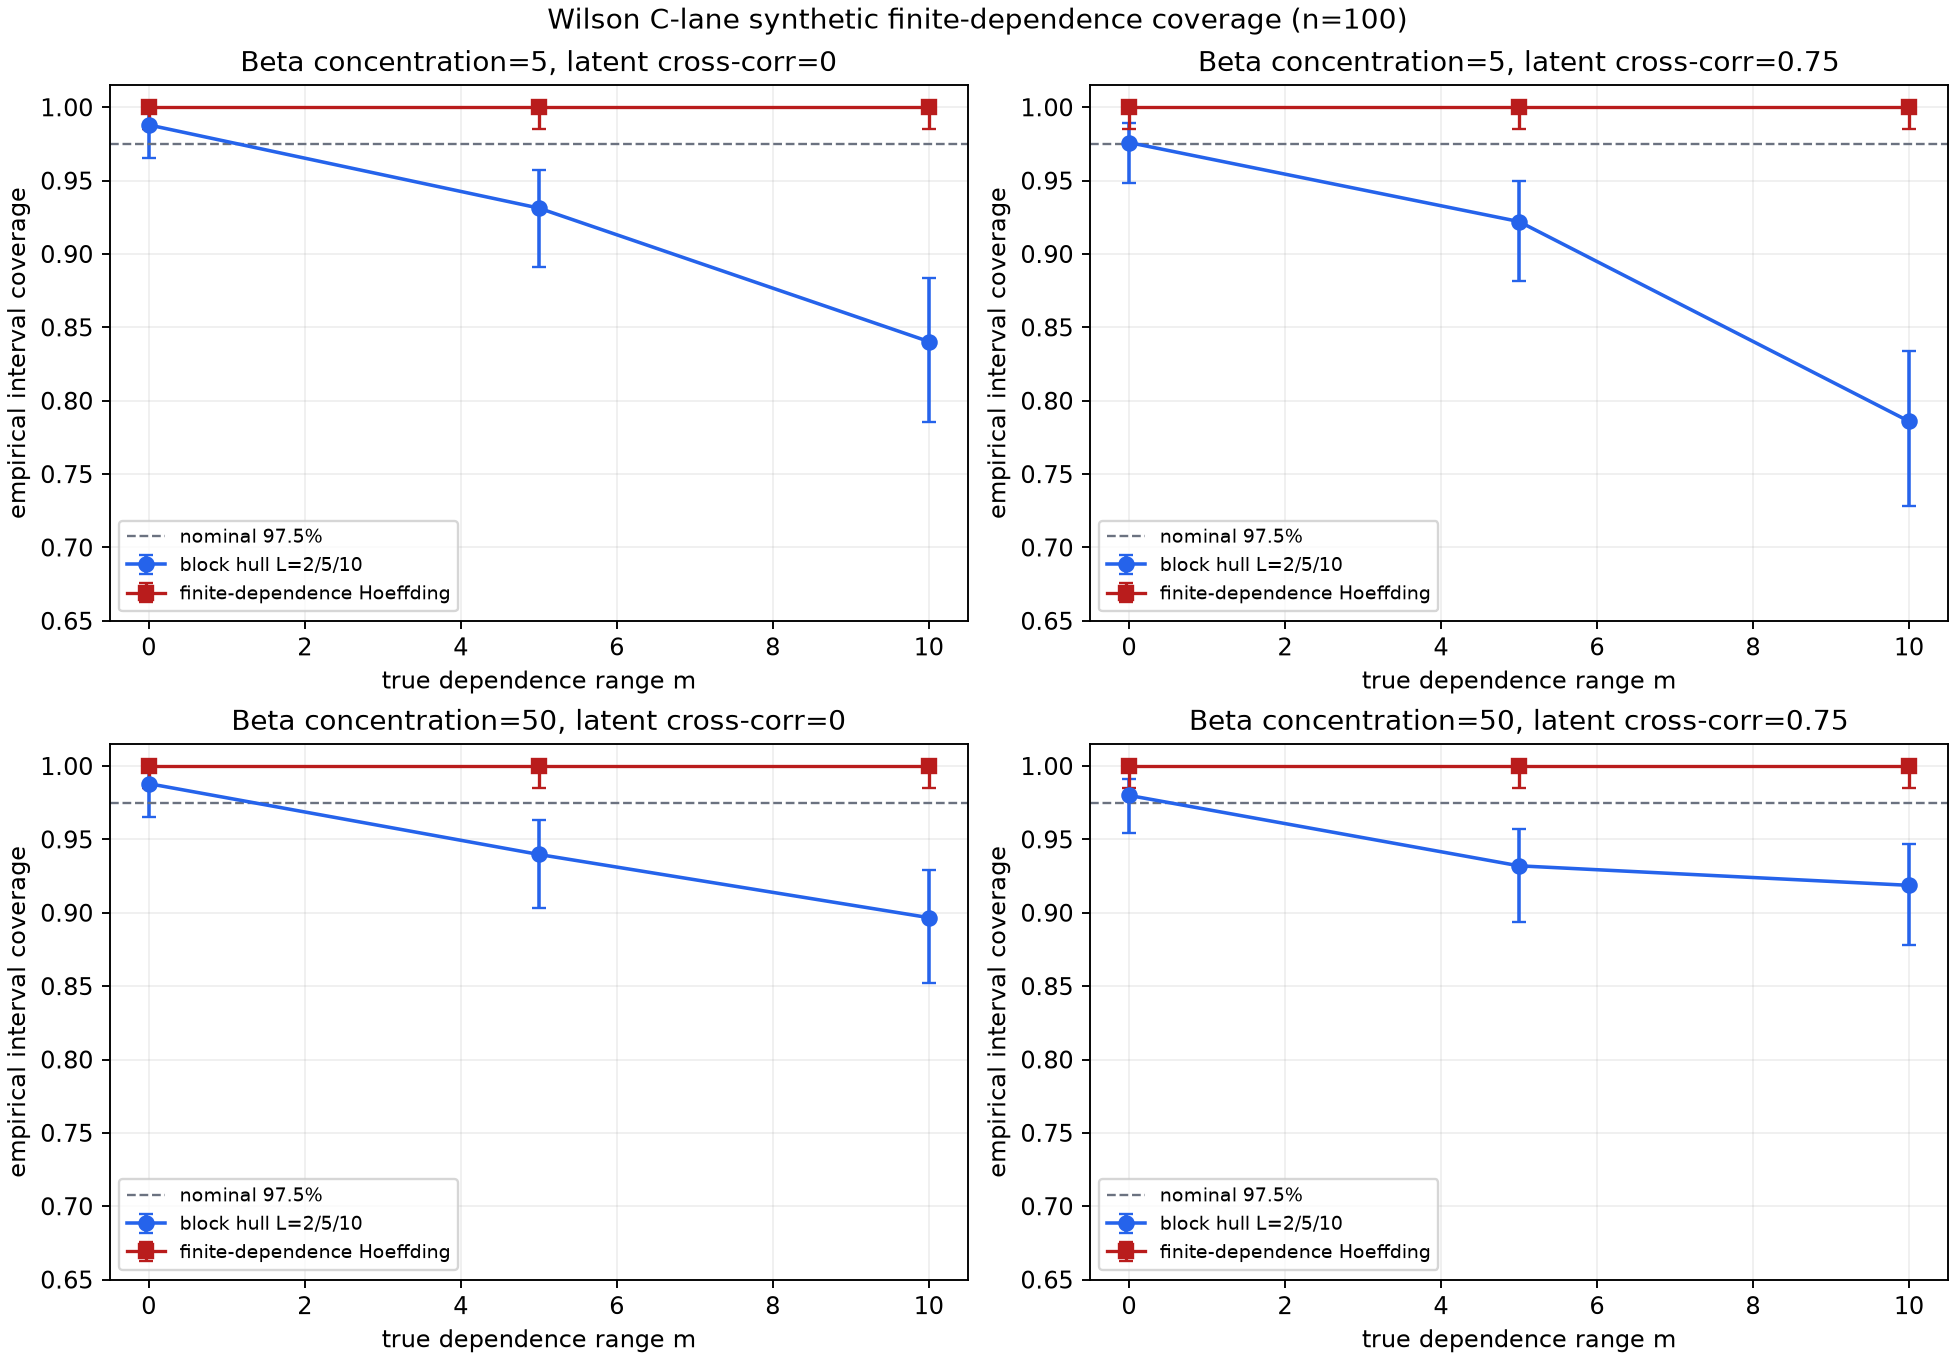 Wilson C-lane synthetic finite-dependence coverage (n=100)
Beta concentration=5, latent cross-corr=0
empirical interval coverage
1.00
0.95
0.90
0.85
0.80
0.75
0.70
0.65
nominal 97.5%
block hull L=2/5/10
finite-dependence Hoeffding
0 2 4 6 8 10
true dependence range m
Beta concentration=5, latent cross-corr=0.75
empirical interval coverage
1.00
0.95
0.90
0.85
0.80
0.75
0.70
0.65
nominal 97.5%
block hull L=2/5/10
finite-dependence Hoeffding
0 2 4 6 8 10
true dependence range m
Beta concentration=50, latent cross-corr=0
empirical interval coverage
1.00
0.95
0.90
0.85
0.80
0.75
0.70
0.65
nominal 97.5%
block hull L=2/5/10
finite-dependence Hoeffding
0 2 4 6 8 10
true dependence range m
Beta concentration=50, latent cross-corr=0.75
empirical interval coverage
1.00
0.95
0.90
0.85
0.80
0.75
0.70
0.65
nominal 97.5%
block hull L=2/5/10
finite-dependence Hoeffding
0 2 4 6 8 10
true dependence range m